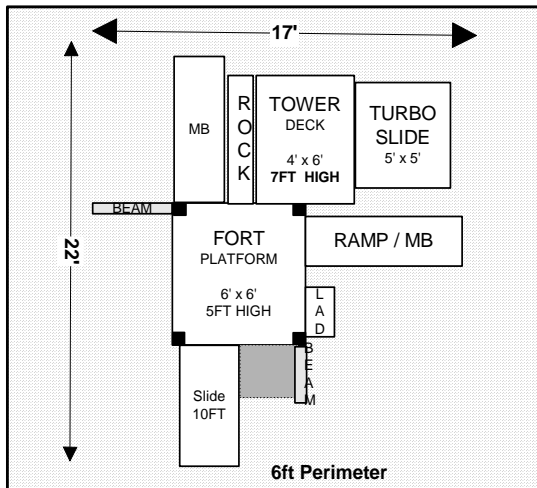 17'
22'
MB
ROCK
TOWER
DECK
4' x 6'
7FT HIGH
TURBO
SLIDE
5' x 5'
BEAM
FORT
PLATFORM
6' x 6'
5FT HIGH
RAMP / MB
LAD
BEAM
Slide
10FT
6ft Perimeter